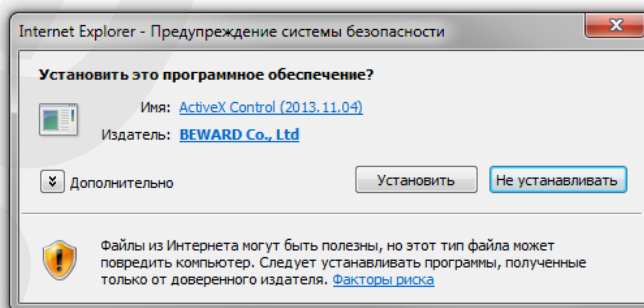 Internet Explorer - Предупреждение системы безопасности
Установить это программное обеспечение?
Имя: ActiveX Control (2013.11.04)
Издатель: BEWARD Co., Ltd
Дополнительно
Установить
Не устанавливать
Файлы из Интернета могут быть полезны, но этот тип файла может
повредить компьютер. Следует устанавливать программы, полученные
только от доверенного издателя. Факторы риска